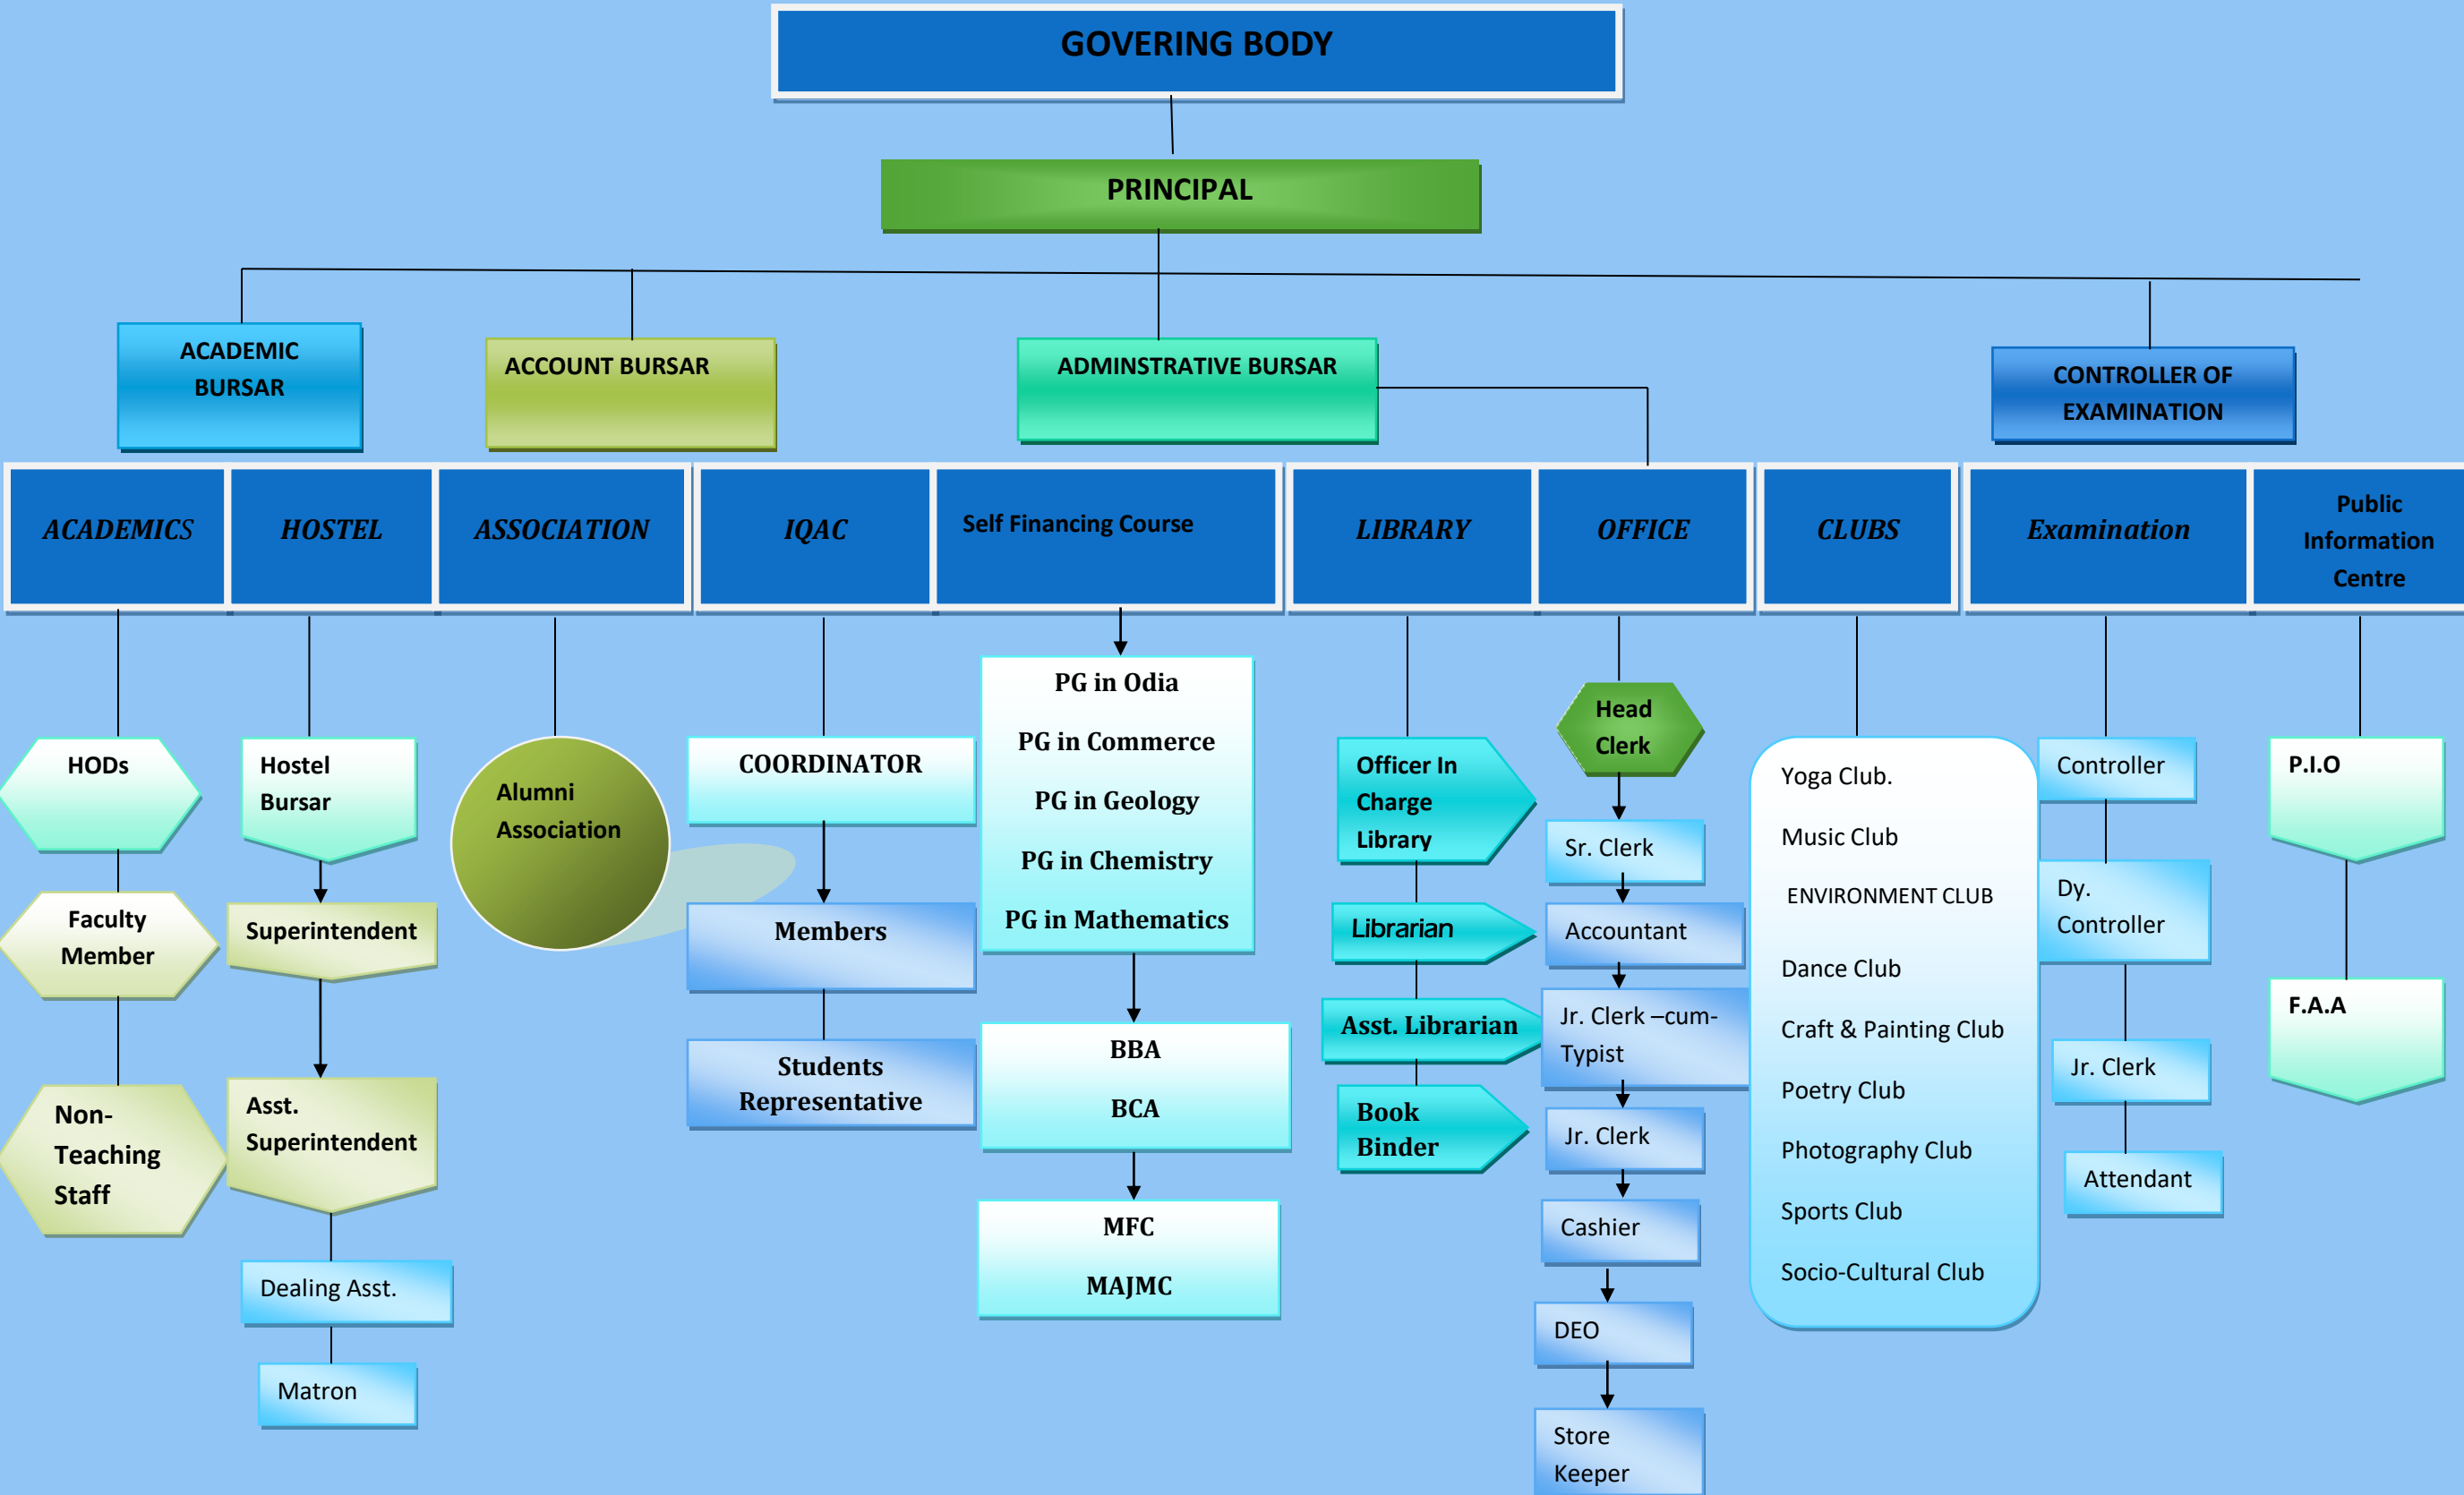 GOVERING BODY
PRINCIPAL
ACADEMIC
BURSAR
ACCOUNT BURSAR
ADMINSTRATIVE BURSAR
CONTROLLER OF
EXAMINATION
ACADEMICS
HOSTEL
ASSOCIATION
IQAC
Self Financing Course
LIBRARY
OFFICE
CLUBS
Examination
Public
Information
Centre
HODs
Faculty
Member
Non-
Teaching
Staff
Hostel
Bursar
Superintendent
Asst.
Superintendent
Dealing Asst.
Matron
Alumni
Association
COORDINATOR
Members
Students
Representative
PG in Odia
PG in Commerce
PG in Geology
PG in Chemistry
PG in Mathematics
BBA
BCA
MFC
MAJMC
Officer In
Charge
Library
Librarian
Asst. Librarian
Book
Binder
Head
Clerk
Sr. Clerk
Accountant
Jr. Clerk –cum-
Typist
Jr. Clerk
Cashier
DEO
Store
Keeper
Yoga Club.
Music Club
ENVIRONMENT CLUB
Dance Club
Craft & Painting Club
Poetry Club
Photography Club
Sports Club
Socio-Cultural Club
Controller
Dy.
Controller
Jr. Clerk
Attendant
P.I.O
F.A.A